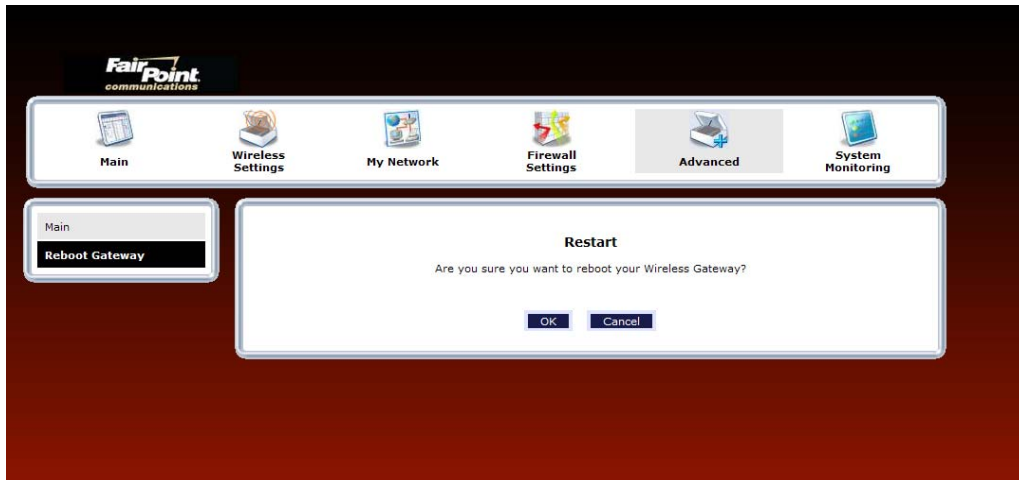 FairPoint.
communications
Main
Wireless
Settings
My Network
Firewall
Settings
Advanced
System
Monitoring
Main
Reboot Gateway
Restart
Are you sure you want to reboot your Wireless Gateway?
OK Cancel